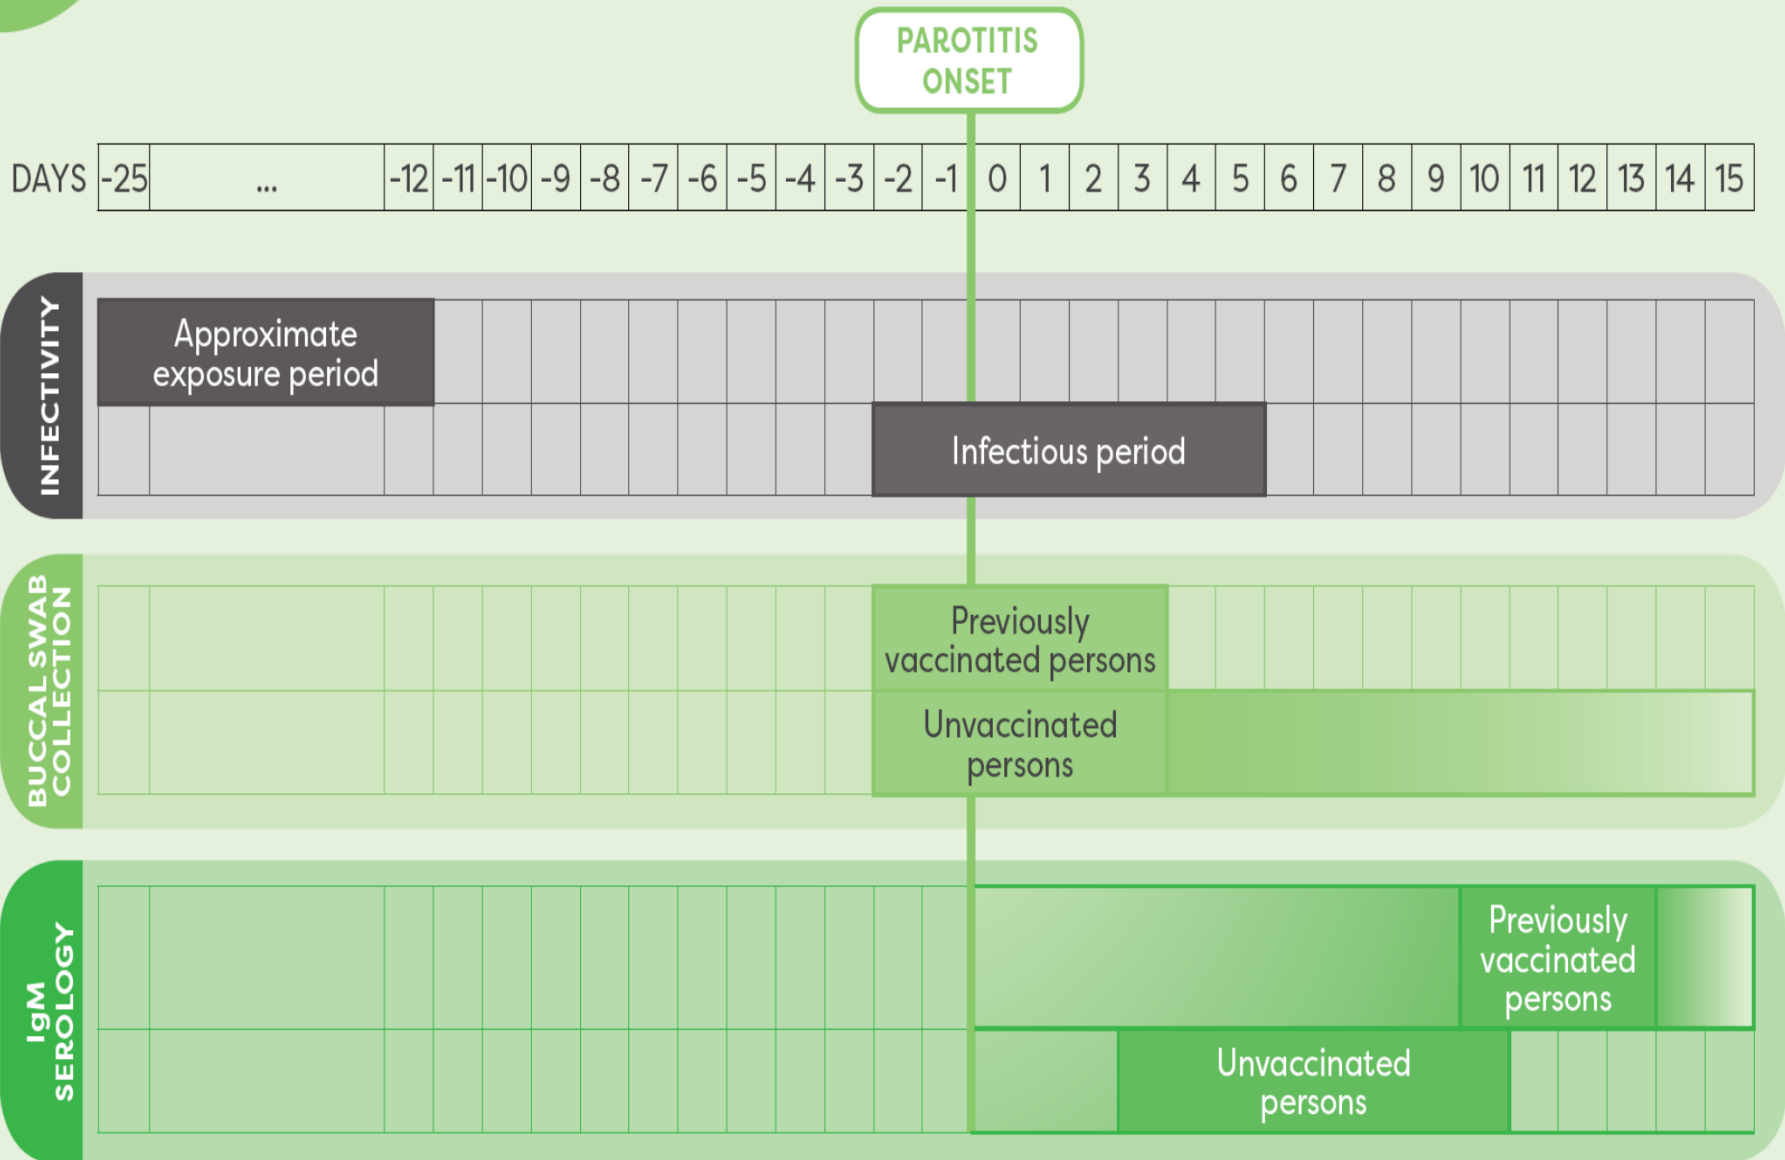 PAROTITIS
ONSET
DAYS -25 ... -12 -11 -10 -9 -8 -7 -6 -5 -4 -3 -2 -1 0 1 2 3 4 5 6 7 8 9 10 11 12 13 14 15
INFECTIVITY
Approximate
exposure period
Infectious period
BUCCAL SWAB
COLLECTION
Previously
vaccinated persons
Unvaccinated
persons
IgM
SEROLOGY
Previously
vaccinated
persons
Unvaccinated
persons